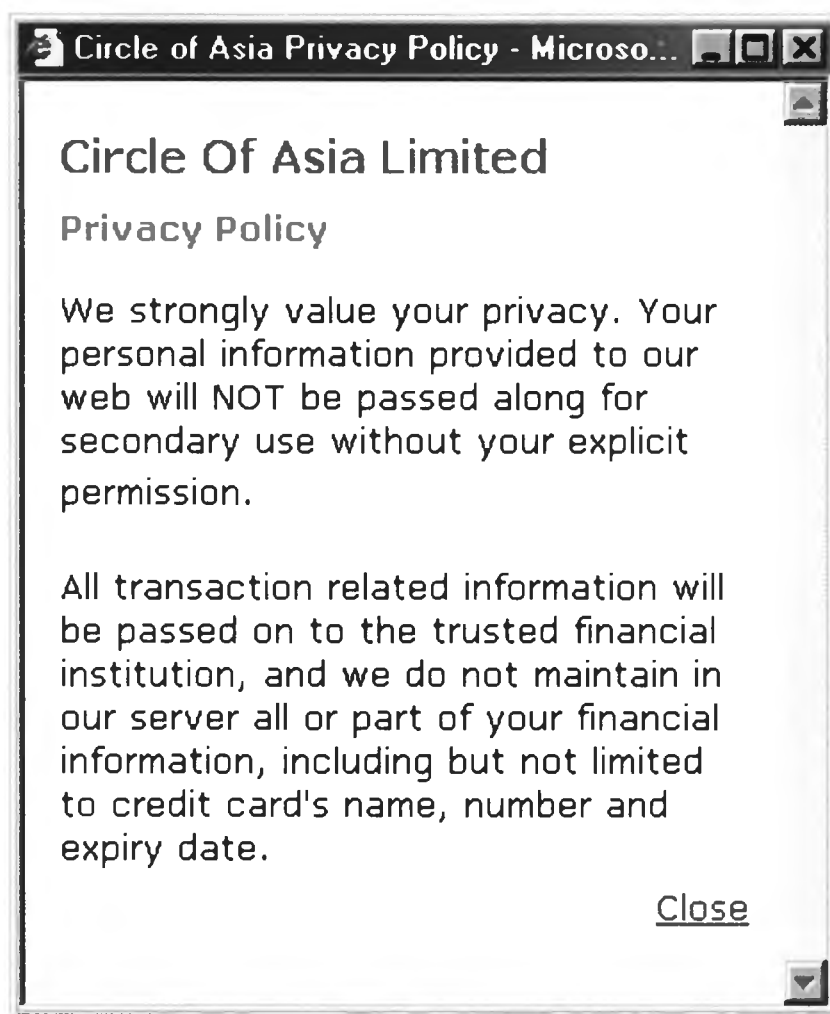 Circle of Asia Privacy Policy - Microso...
Circle Of Asia Limited
Privacy Policy
We strongly value your privacy. Your
personal information provided to our
web will NOT be passed along for
secondary use without your explicit
permission.
All transaction related information will
be passed on to the trusted financial
institution, and we do not maintain in
our server all or part of your financial
information, including but not limited
to credit card's name, number and
expiry date.
Close